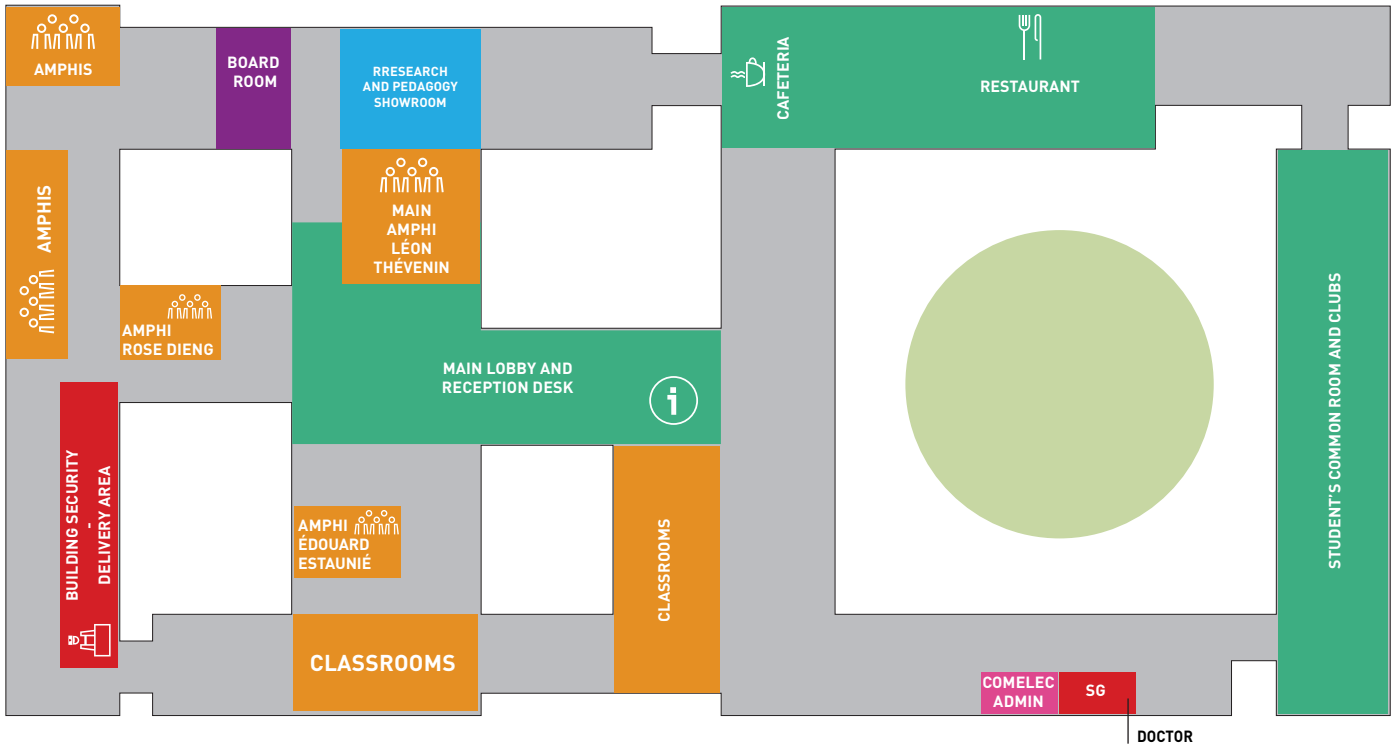 AMPHIS
BOARD
ROOM
RRESEARCH
AND PEDAGOGY
SHOWROOM
CAFETERIA
RESTAURANT
AMPHIS
MAIN
AMPHI
LÉON
THÉVENIN
AMPHI
ROSE DIENG
MAIN LOBBY AND
RECEPTION DESK
i
STUDENT'S COMMON ROOM AND CLUBS
BUILDING SECURITY
-
DELIVERY AREA
AMPHI
ÉDOUARD
ESTAUNIÉ
CLASSROOMS
CLASSROOMS
COMELEC
ADMIN
SG
DOCTOR